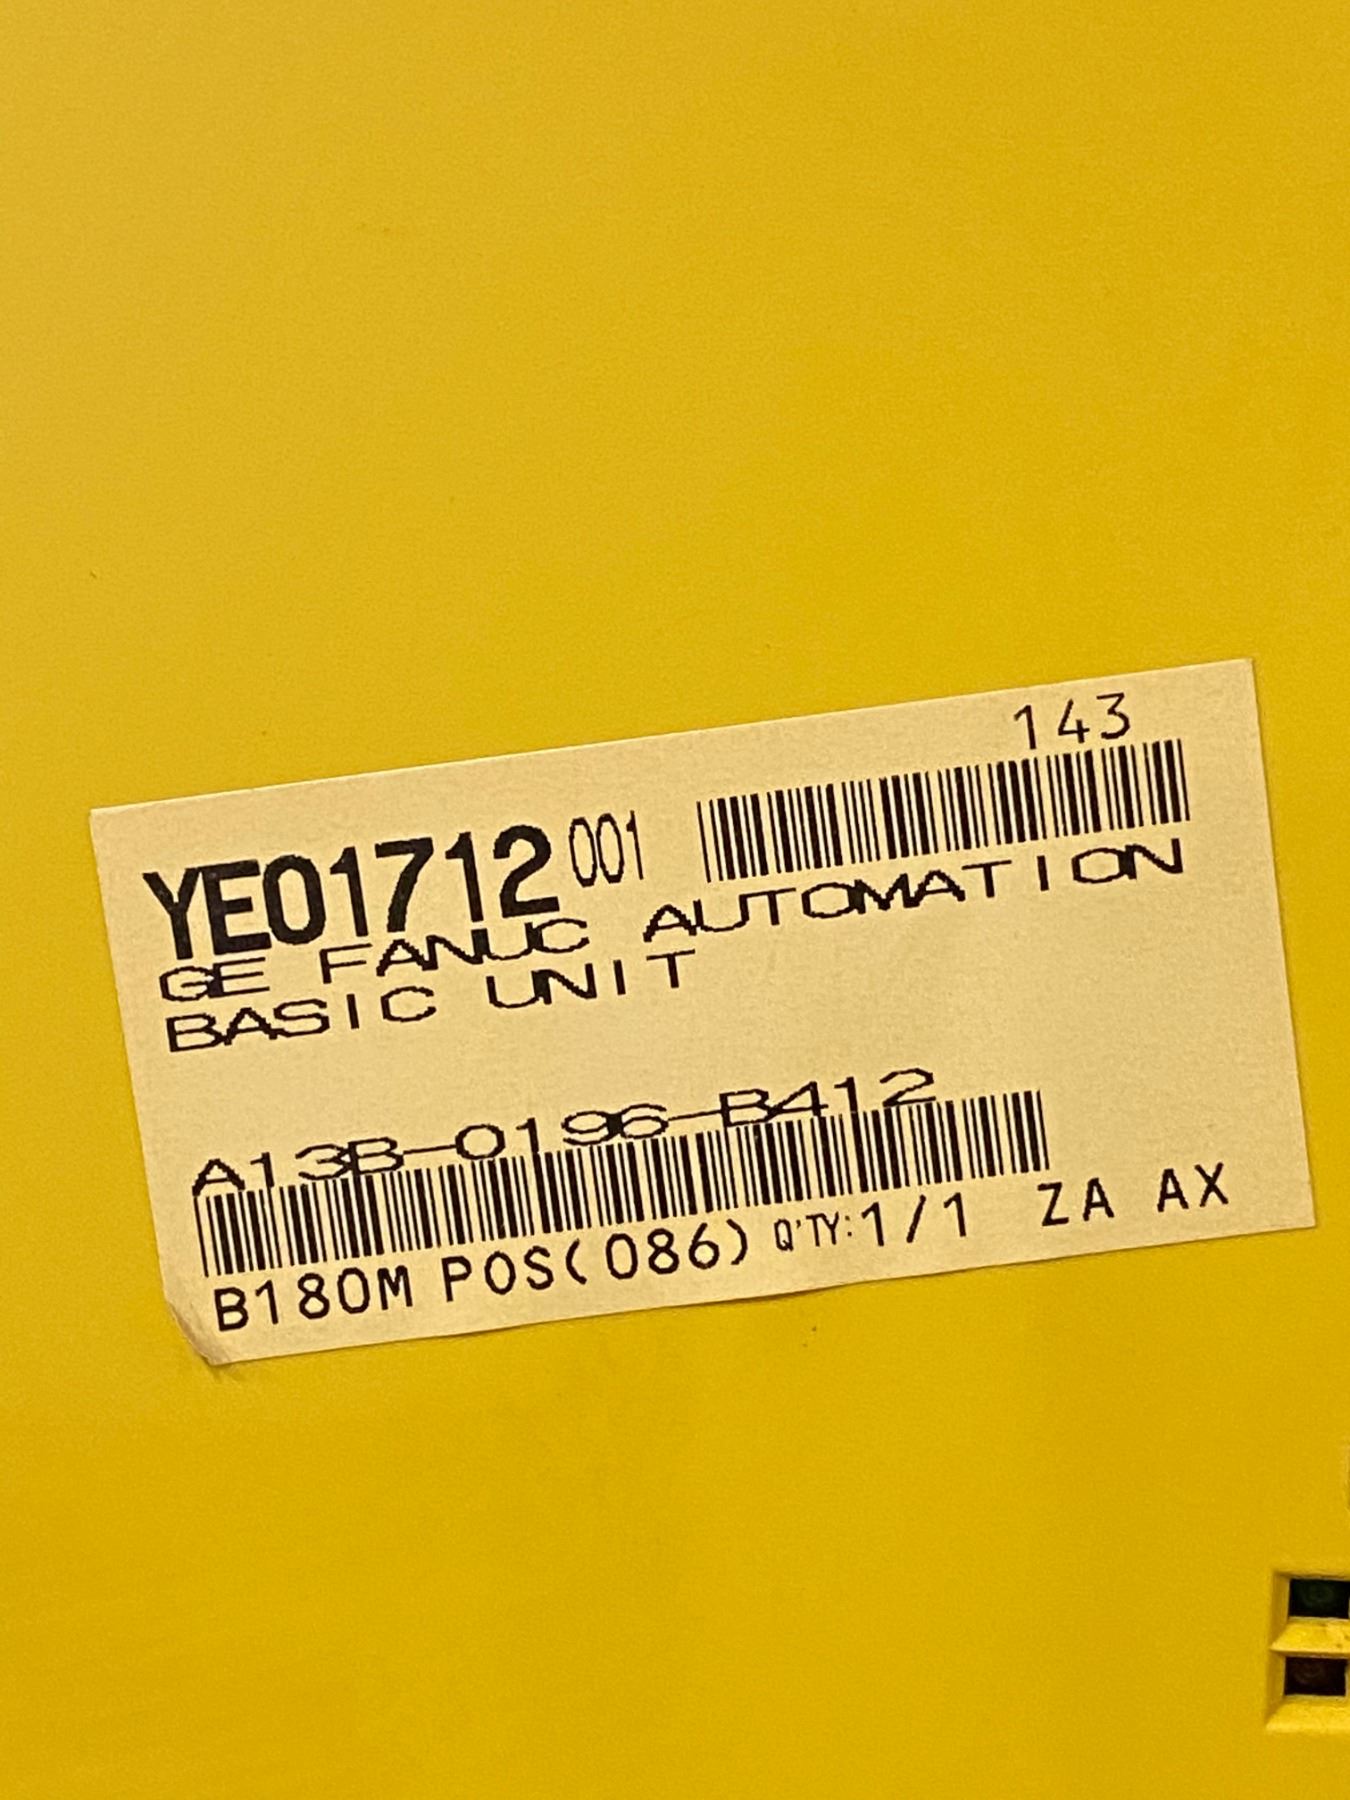 143
YE01712 001
GE FANUC AUTOMATION
BASIC UNIT
A13B-0196-B412
B180M POS(086) Q'TY:1/1 ZA AX